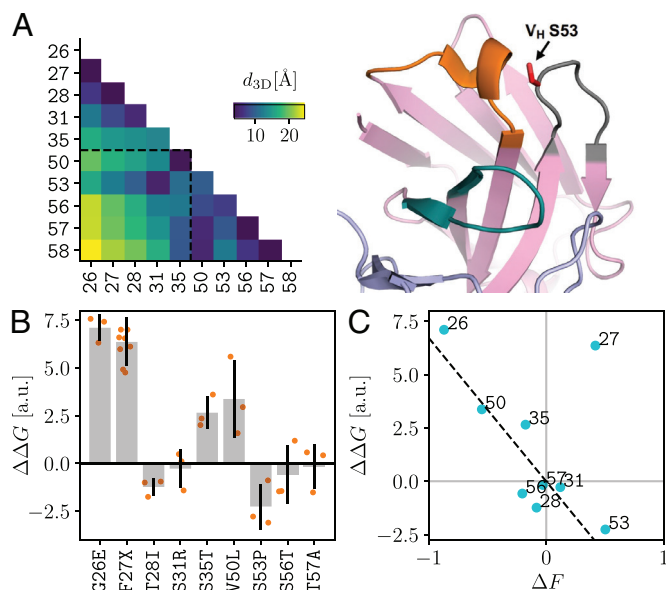 A
26
27
28
31
35
50
53
56
57
58
26
27
28
31
35
50
53
56
57
58
d3D[Å]
10 20
VH S53
B
7.5
5.0
2.5
0.0
−2.5
ΔΔG [a.u.]
G26E
F27X
T28I
S31R
S35T
W50L
S53P
S56T
T57A
C
7.5
5.0
2.5
0.0
−2.5
ΔΔG [a.u.]
26
27
50
35
57
31
56
28
53
−1 0 1
ΔF